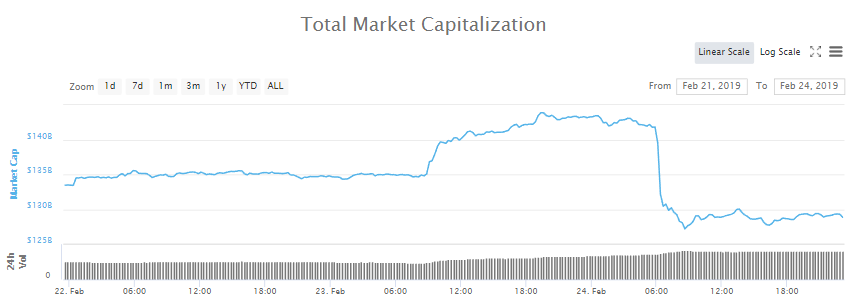 Total Market Capitalization
Linear Scale Log Scale
Zoom 1d 7d 1m 3m 1y YTD ALL From Feb 21, 2019 To Feb 24, 2019
Market Cap
$140B
$135B
$130B
$125B
24h Vol
0
22. Feb 06:00 12:00 18:00 23. Feb 06:00 12:00 18:00 24. Feb 06:00 12:00 18:00